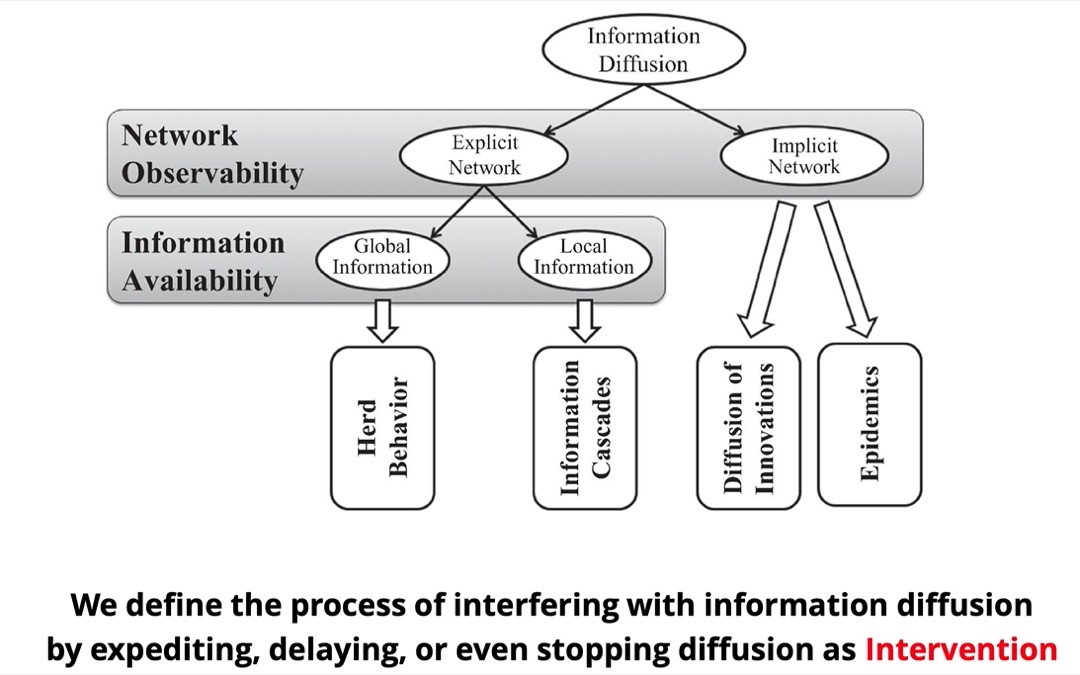 Information
Diffusion
Network
Observability
Explicit
Network
Implicit
Network
Information
Availability
Global
Information
Local
Information
Herd
Behavior
Information
Cascades
Diffusion of
Innovations
Epidemics
We define the process of interfering with information diffusion
by expediting, delaying, or even stopping diffusion as Intervention